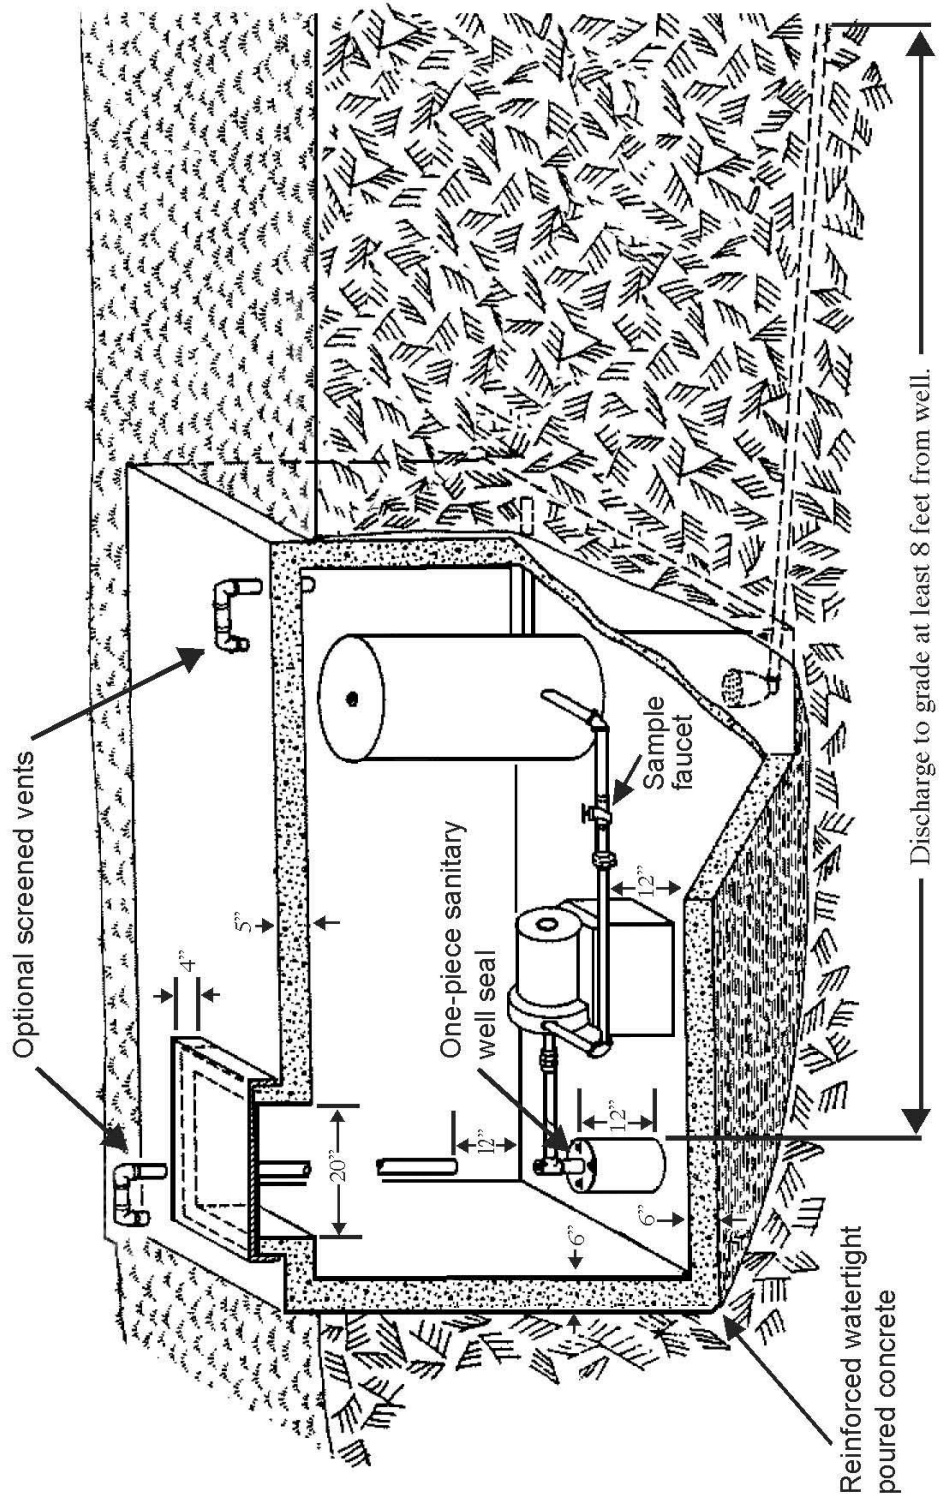 Optional screened vents
4”
5”
20”
12”
One-piece sanitary
well seal
12”
12”
Sample
faucet
6”
6”
Reinforced watertight
poured concrete
Discharge to grade at least 8 feet from well.